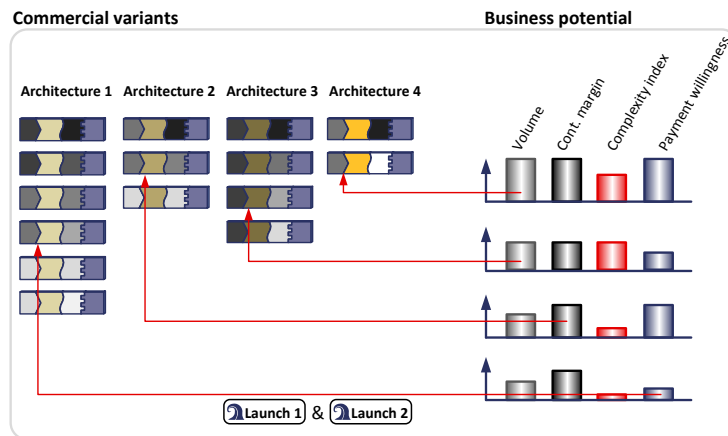 Commercial variants
Business potential
Architecture 1
Architecture 2
Architecture 3
Architecture 4
Volume
Cont. margin
Complexity index
Payment willingness
Launch 1 & Launch 2